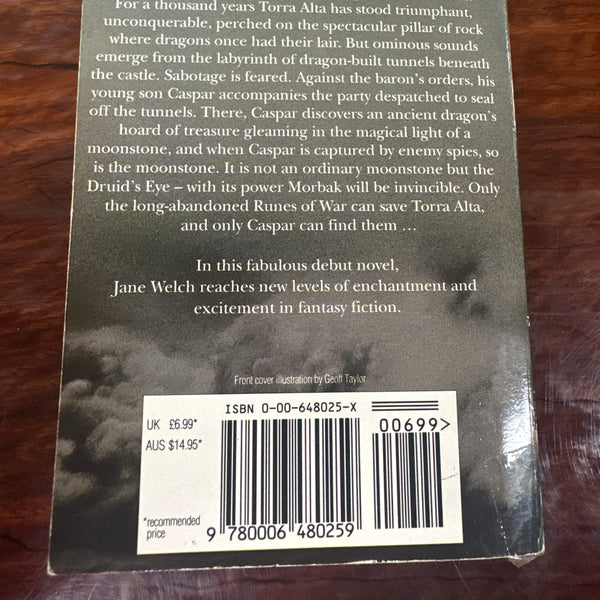 For a thousand years Torra Alta has stood triumphant,
unconquerable, perched on the spectacular pillar of rock
where dragons once had their lair. But ominous sounds
emerge from the labyrinth of dragon-built tunnels beneath
the castle. Sabotage is feared. Against the baron's orders, his
young son Caspar accompanies the party despatched to seal
off the tunnels. There, Caspar discovers an ancient dragon's
hoard of treasure gleaming in the magical light of a
moonstone, and when Caspar is captured by enemy spies, so
is the moonstone. It is not an ordinary moonstone but the
Druid's Eye – with its power Morbak will be invincible. Only
the long-abandoned Runes of War can save Torra Alta,
and only Caspar can find them ...
In this fabulous debut novel,
Jane Welch reaches new levels of enchantment and
excitement in fantasy fiction.
Front cover illustration by Geoff Taylor
ISBN 0-00-648025-X
UK £6.99*
AUS $14.95*
*recommended
price
00699>
9 780006 480259